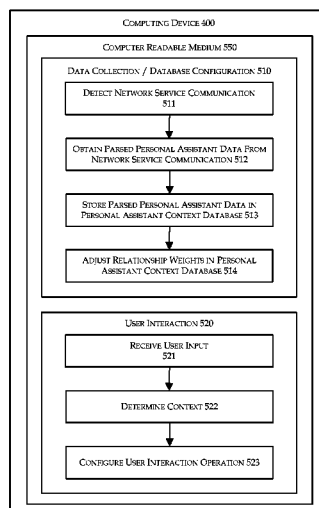 COMPUTING DEVICE 400
COMPUTER READABLE MEDIUM 550
DATA COLLECTION / DATABASE CONFIGURATION 510
DETECT NETWORK SERVICE COMMUNICATION
511
OBTAIN PARSED PERSONAL ASSISTANT DATA FROM
NETWORK SERVICE COMMUNICATION 512
STORE PARSED PERSONAL ASSISTANT DATA IN
PERSONAL ASSISTANT CONTEXT DATABASE 513
ADJUST RELATIONSHIP WEIGHTS IN PERSONAL
ASSISTANT CONTEXT DATABASE 514
USER INTERACTION 520
RECEIVE USER INPUT
521
DETERMINE CONTEXT 522
CONFIGURE USER INTERACTION OPERATION 523